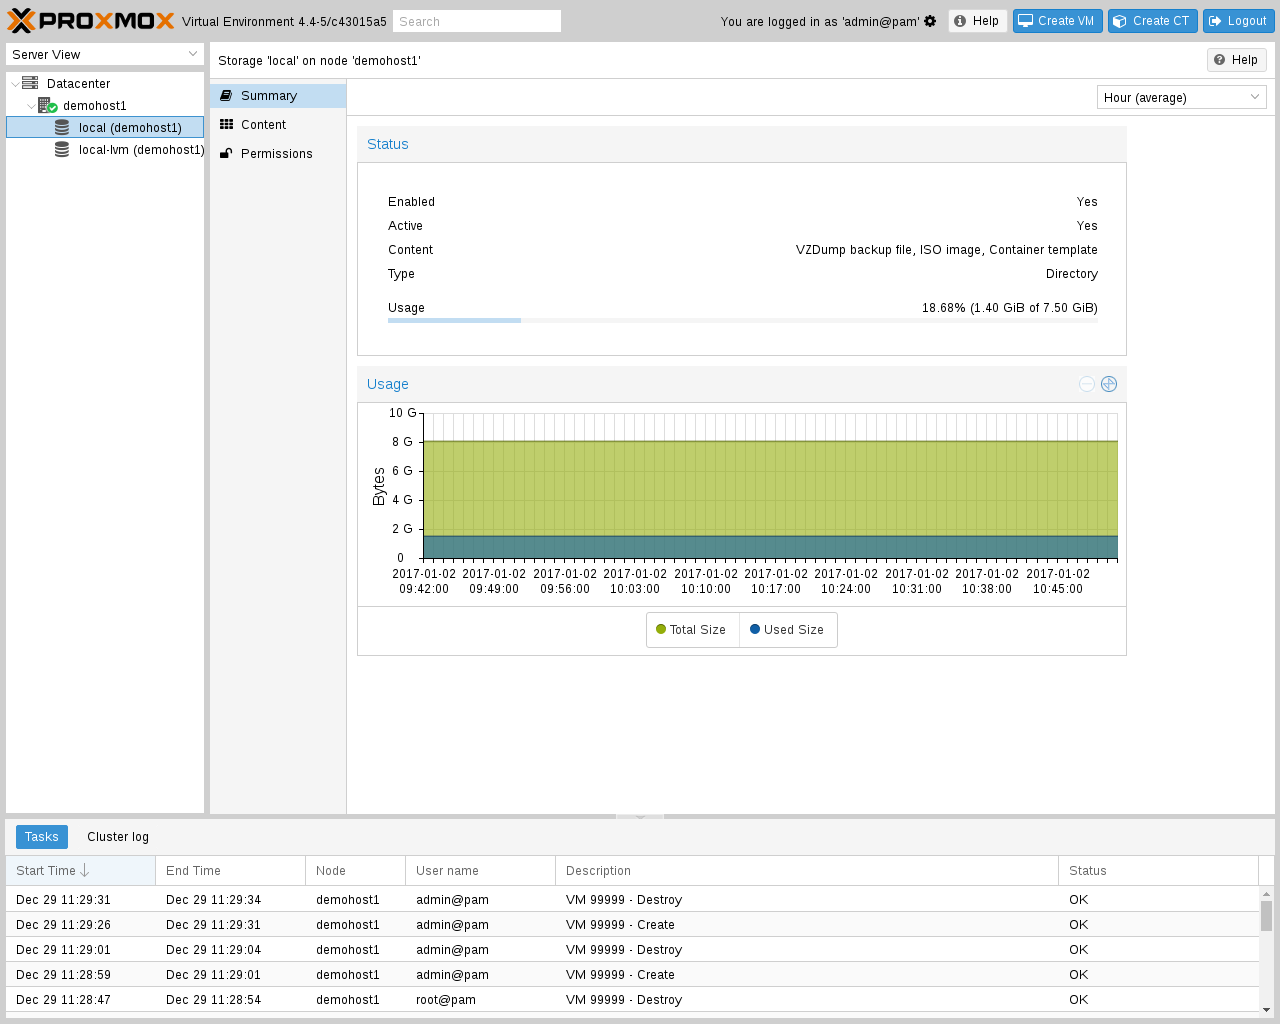 PROXMOX Virtual Environment 4.4-5/c43015a5 Search You are logged in as 'admin@pam' Help Create VM Create CT Logout
Server View
Datacenter
demohost1
local (demohost1)
local-lvm (demohost1)
Storage 'local' on node 'demohost1' Help
Summary
Content
Permissions
Hour (average)
Status
Enabled Yes
Active Yes
Content VZDump backup file, ISO image, Container template
Type Directory
Usage 18.68% (1.40 GiB of 7.50 GiB)
Usage
Bytes
10 G
8 G
6 G
4 G
2 G
0
2017-01-02 2017-01-02 2017-01-02 2017-01-02 2017-01-02 2017-01-02 2017-01-02 2017-01-02 2017-01-02 2017-01-02
09:42:00 09:49:00 09:56:00 10:03:00 10:10:00 10:17:00 10:24:00 10:31:00 10:38:00 10:45:00
Total Size Used Size
Tasks Cluster log
Start Time End Time Node User name Description Status
Dec 29 11:29:31 Dec 29 11:29:34 demohost1 admin@pam VM 99999 - Destroy OK
Dec 29 11:29:26 Dec 29 11:29:31 demohost1 admin@pam VM 99999 - Create OK
Dec 29 11:29:01 Dec 29 11:29:04 demohost1 admin@pam VM 99999 - Destroy OK
Dec 29 11:28:59 Dec 29 11:29:01 demohost1 admin@pam VM 99999 - Create OK
Dec 29 11:28:47 Dec 29 11:28:54 demohost1 root@pam VM 99999 - Destroy OK